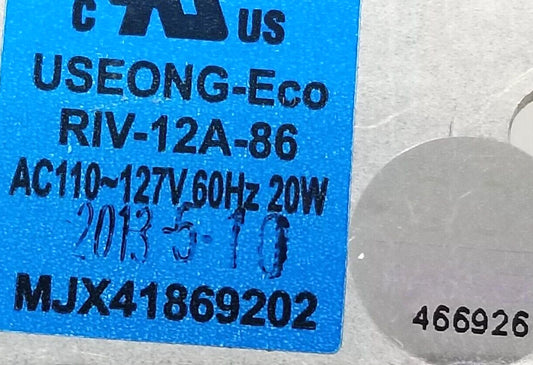 c US
USEONG-Eco
RIV-12A-86
AC110~127V 60Hz 20W
2013-5-10
MJX41869202
466926